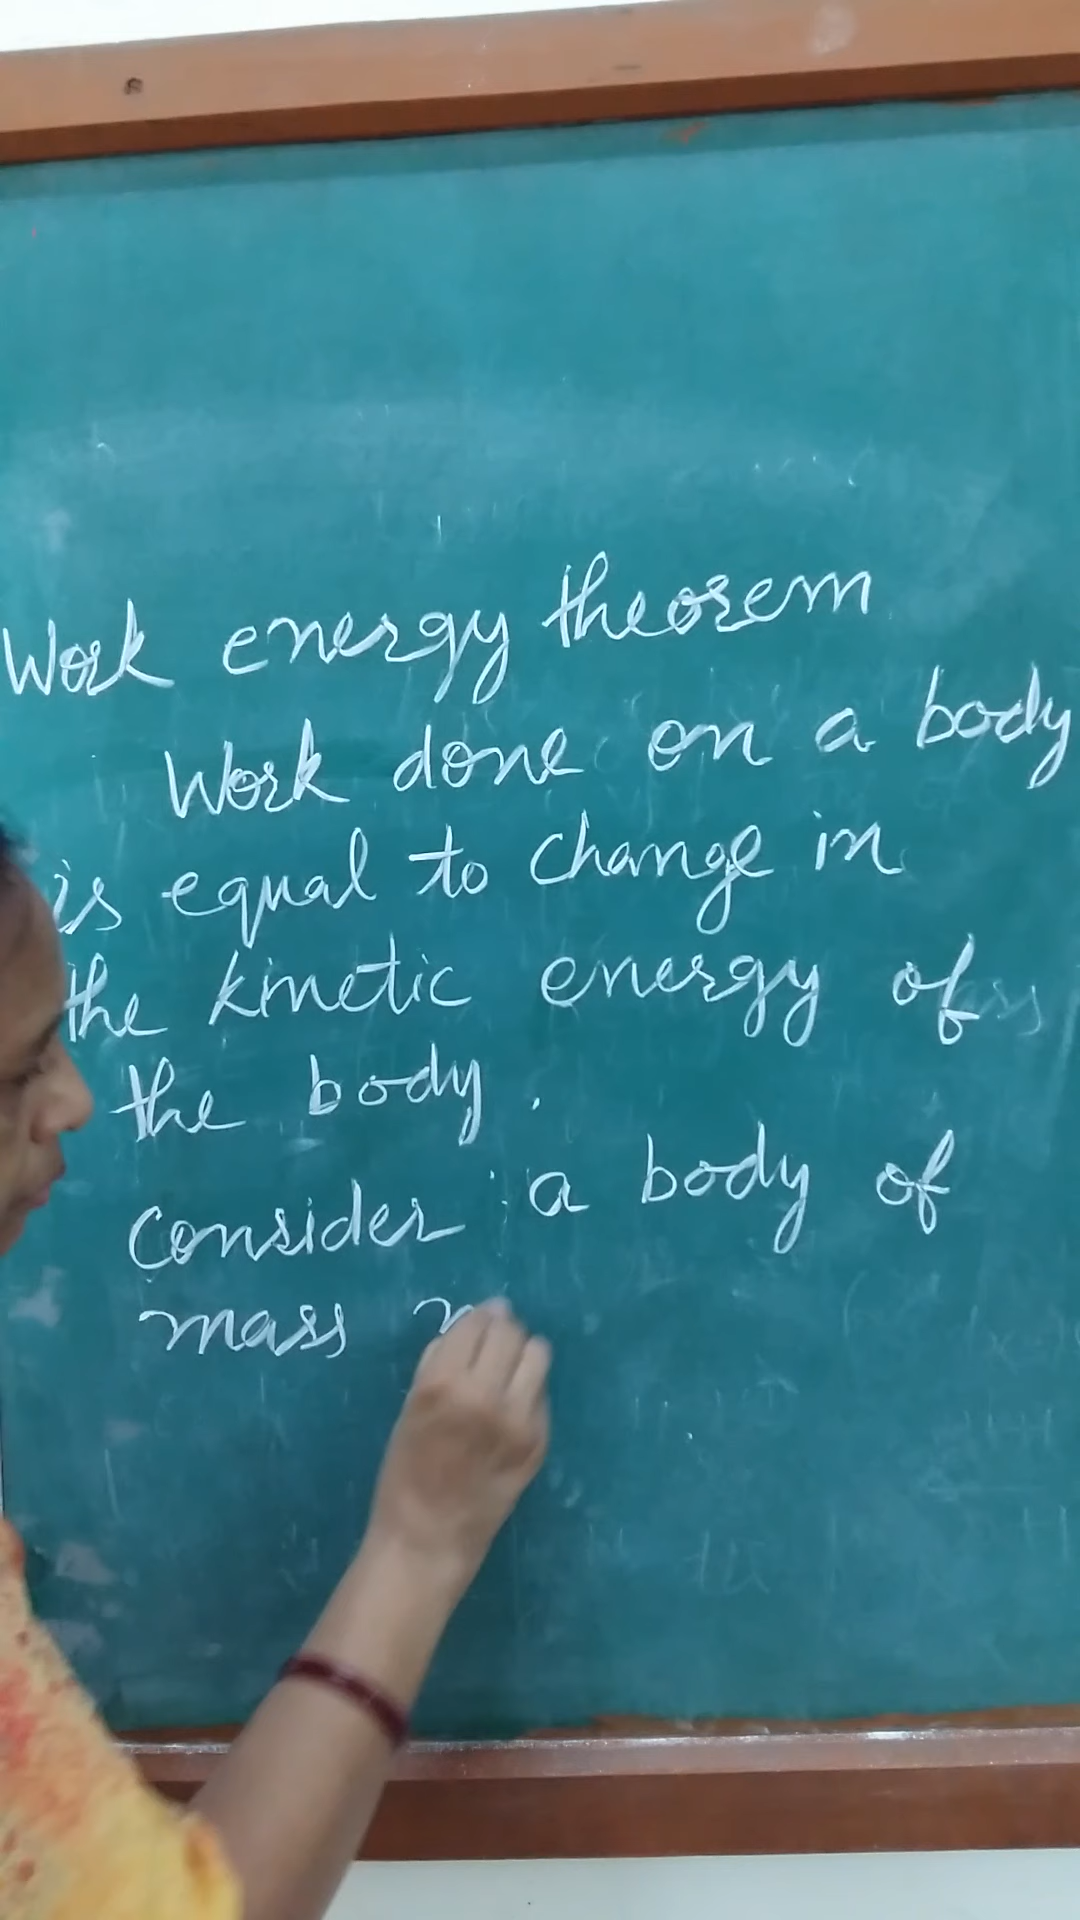 Work energy theorem
Work done on a body
is equal to change in
the kinetic energy of
the body.
Consider a body of
mass